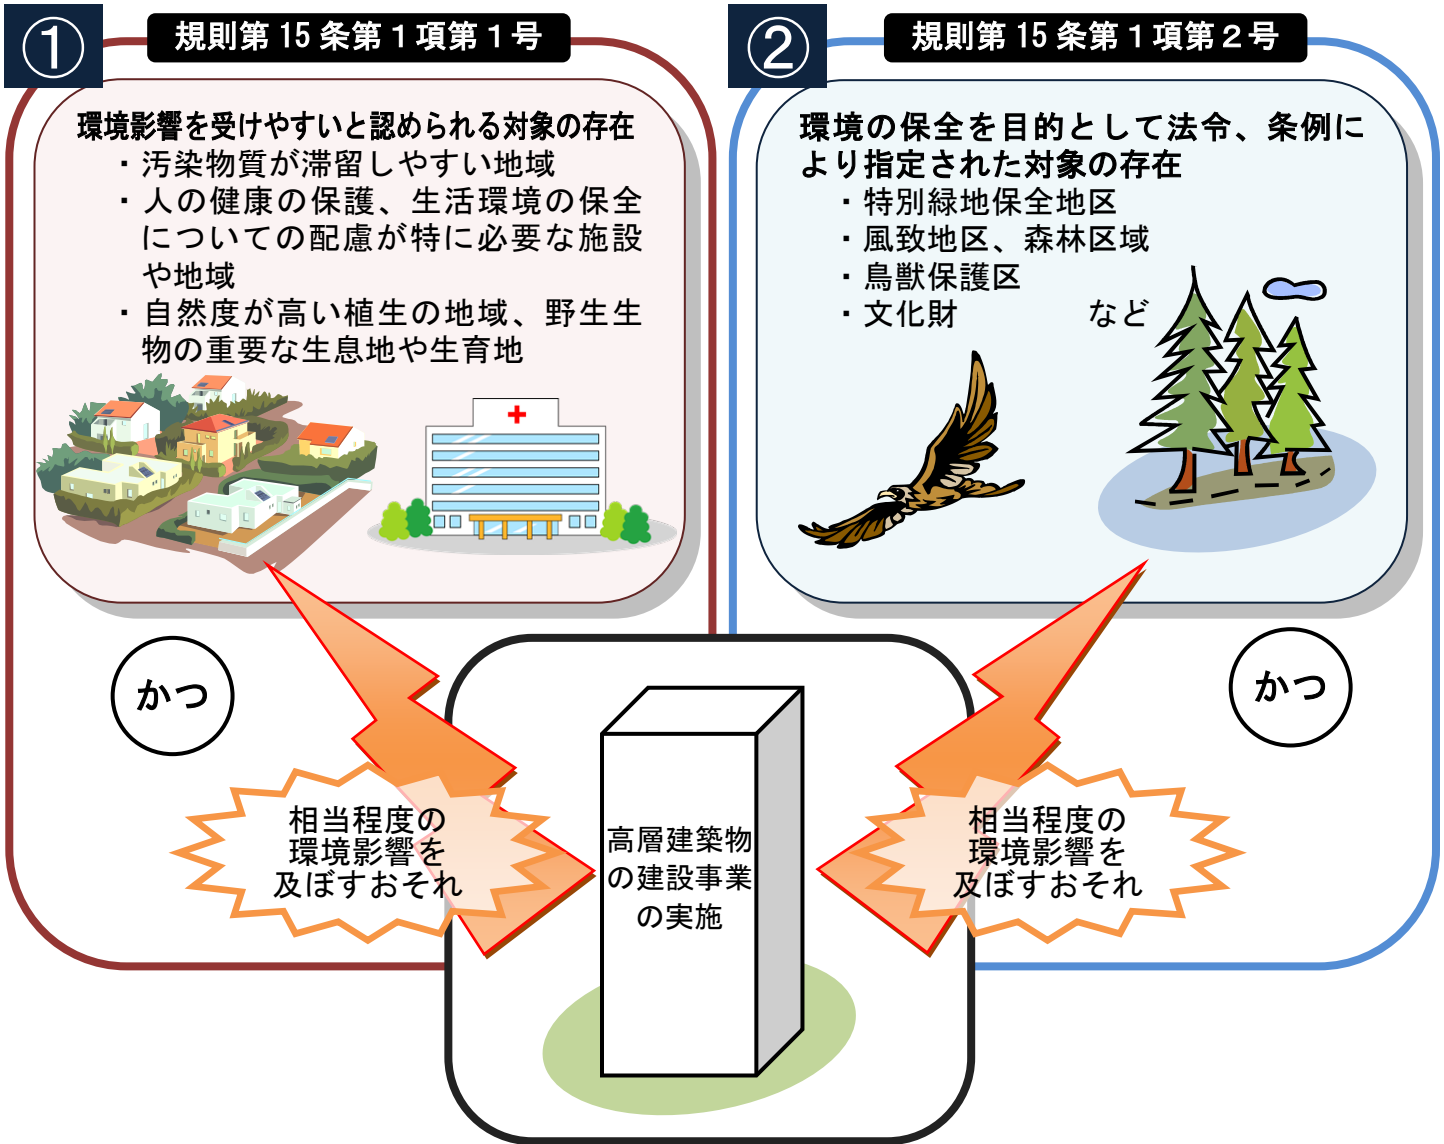 ①
規則第 15 条第１項第１号
環境影響を受けやすいと認められる対象の存在
・汚染物質が滞留しやすい地域
・人の健康の保護、生活環境の保全
についての配慮が特に必要な施設
や地域
・自然度が高い植生の地域、野生生
物の重要な生息地や生育地
かつ
相当程度の
環境影響を
及ぼすおそれ
②
規則第 15 条第１項第２号
環境の保全を目的として法令、条例に
より指定された対象の存在
・特別緑地保全地区
・風致地区、森林区域
・鳥獣保護区
・文化財　　　　など
かつ
相当程度の
環境影響を
及ぼすおそれ
高層建築物
の建設事業
の実施